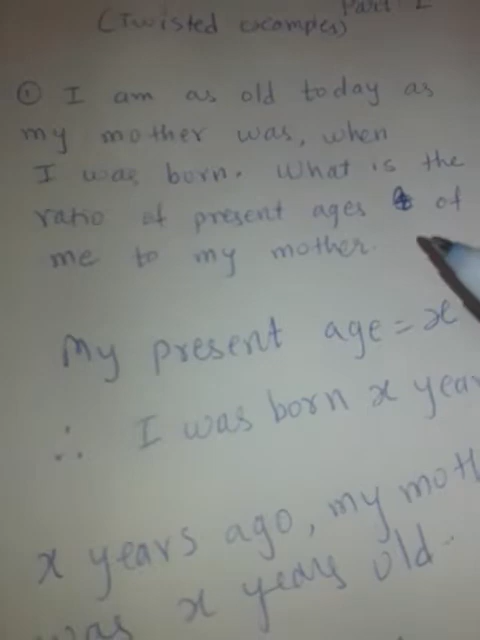 Part 2
(Twisted examples)
① I am as old today as
my mother was, when
I was born. What is the
ratio of present ages of
me to my mother.
My present age = x
∴ I was born x year
x years ago, my moth
was x years old.